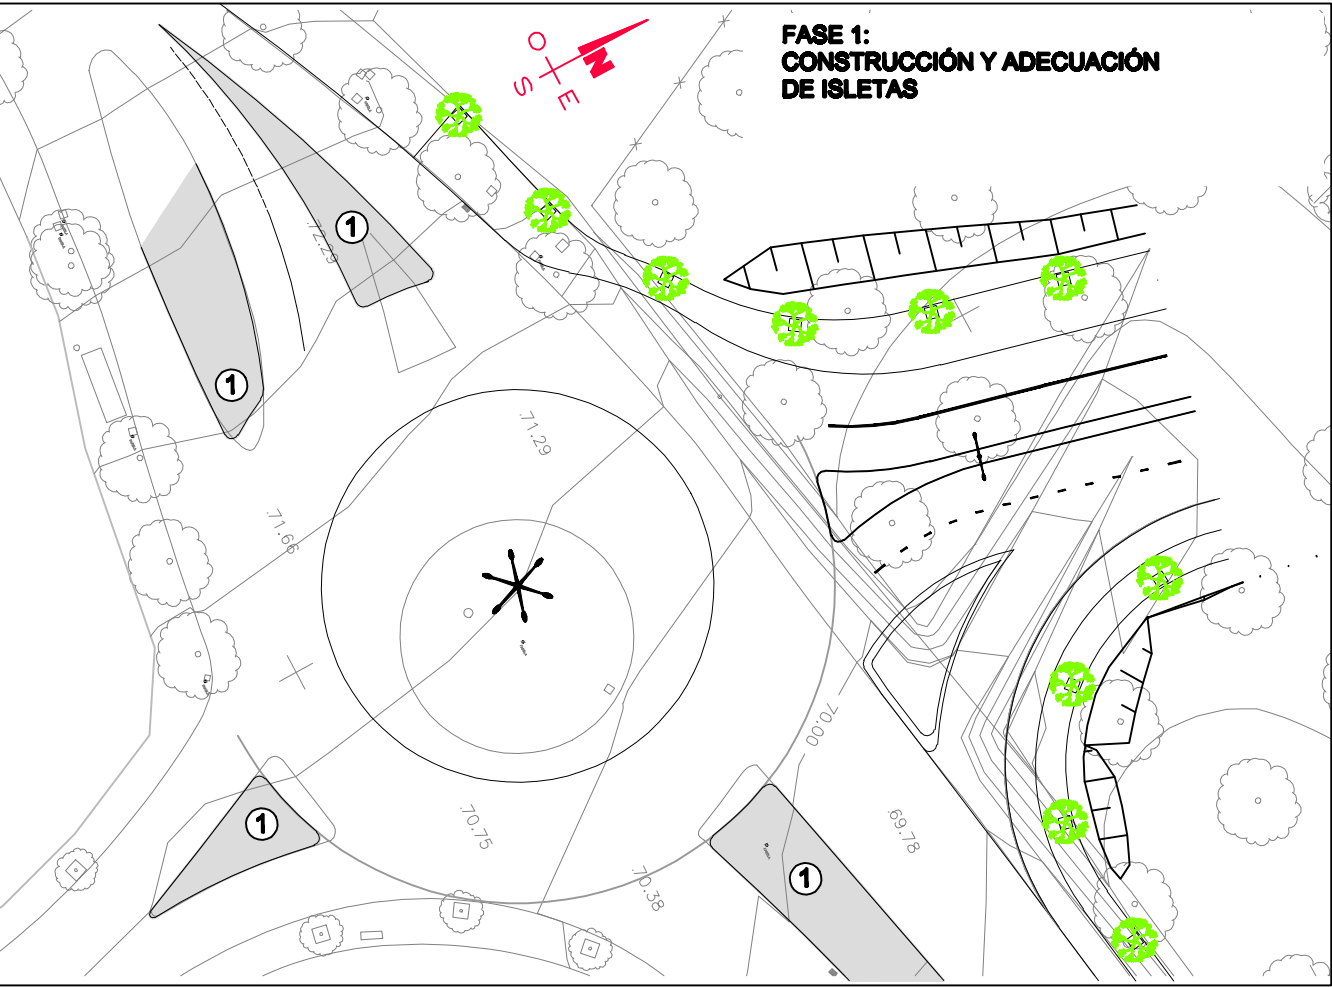 FASE 1:
CONSTRUCCIÓN Y ADECUACIÓN
DE ISLETAS
O
N
S
E
1
72.29
1
71.29
71.66
70.00
1
70.75
69.78
70.38
1